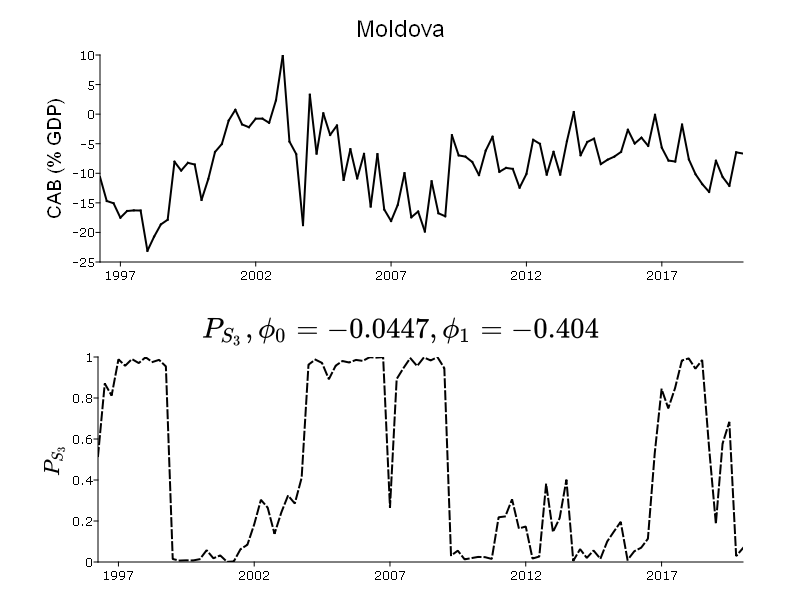 Moldova
CAB (% GDP)
10
5
0
−5
−10
−15
−20
−25
1997 2002 2007 2012 2017
P_{S_3}, ϕ_0 = −0.0447, ϕ_1 = −0.404
P_{S_3}
1
0.8
0.6
0.4
0.2
0
1997 2002 2007 2012 2017